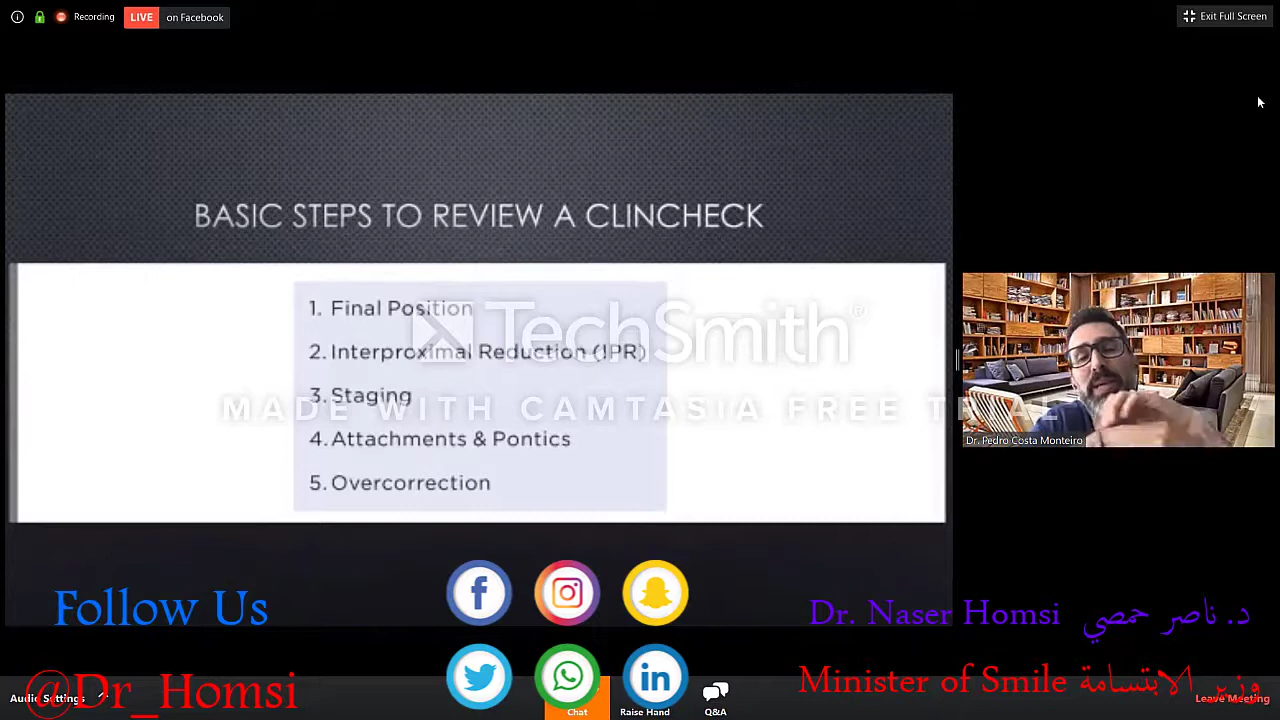 Recording LIVE on Facebook
Exit Full Screen
BASIC STEPS TO REVIEW A CLINCHECK
1. Final Position
2. Interproximal Reduction (IPR)
3. Staging
4. Attachments & Pontics
5. Overcorrection
TechSmith®
MADE WITH CAMTASIA FREE TRIAL
Dr. Pedro Costa Monteiro
Follow Us
Dr. Naser Homsi د. ناصر حمصي
@Dr_Homsi
Minister of Smile وزير الابتسامة
Audio Settings
Chat
Raise Hand
Q&A
Leave Meeting